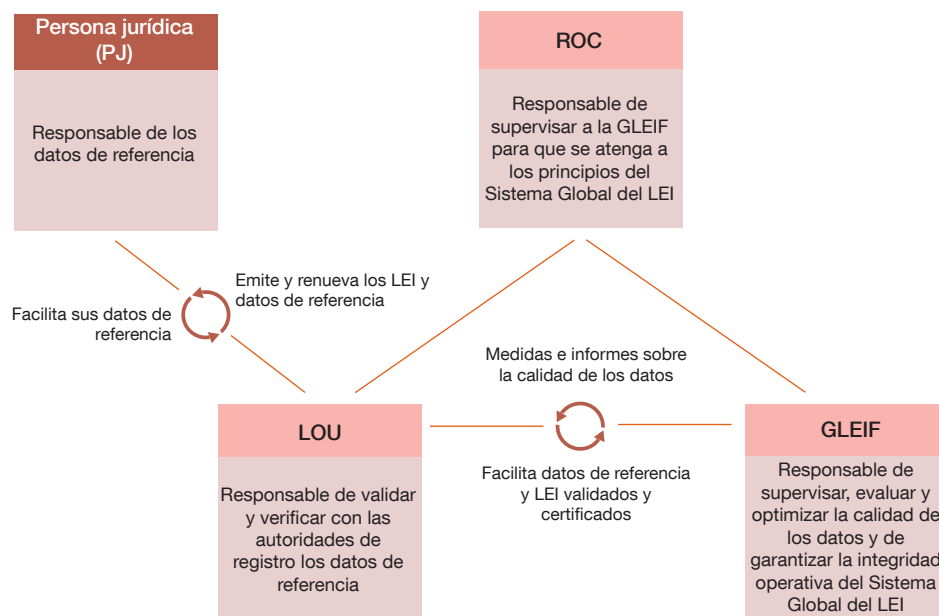 Persona jurídica
(PJ)
Responsable de los
datos de referencia
ROC
Responsable de
supervisar a la GLEIF
para que se atenga a
los principios del
Sistema Global del LEI
Emite y renueva los LEI y
datos de referencia
Facilita sus datos de
referencia
Medidas e informes sobre
la calidad de los datos
Facilita datos de referencia
y LEI validados y
certificados
LOU
Responsable de validar
y verificar con las
autoridades de
registro los datos de
referencia
GLEIF
Responsable de
supervisar, evaluar y
optimizar la calidad de
los datos y de
garantizar la integridad
operativa del Sistema
Global del LEI